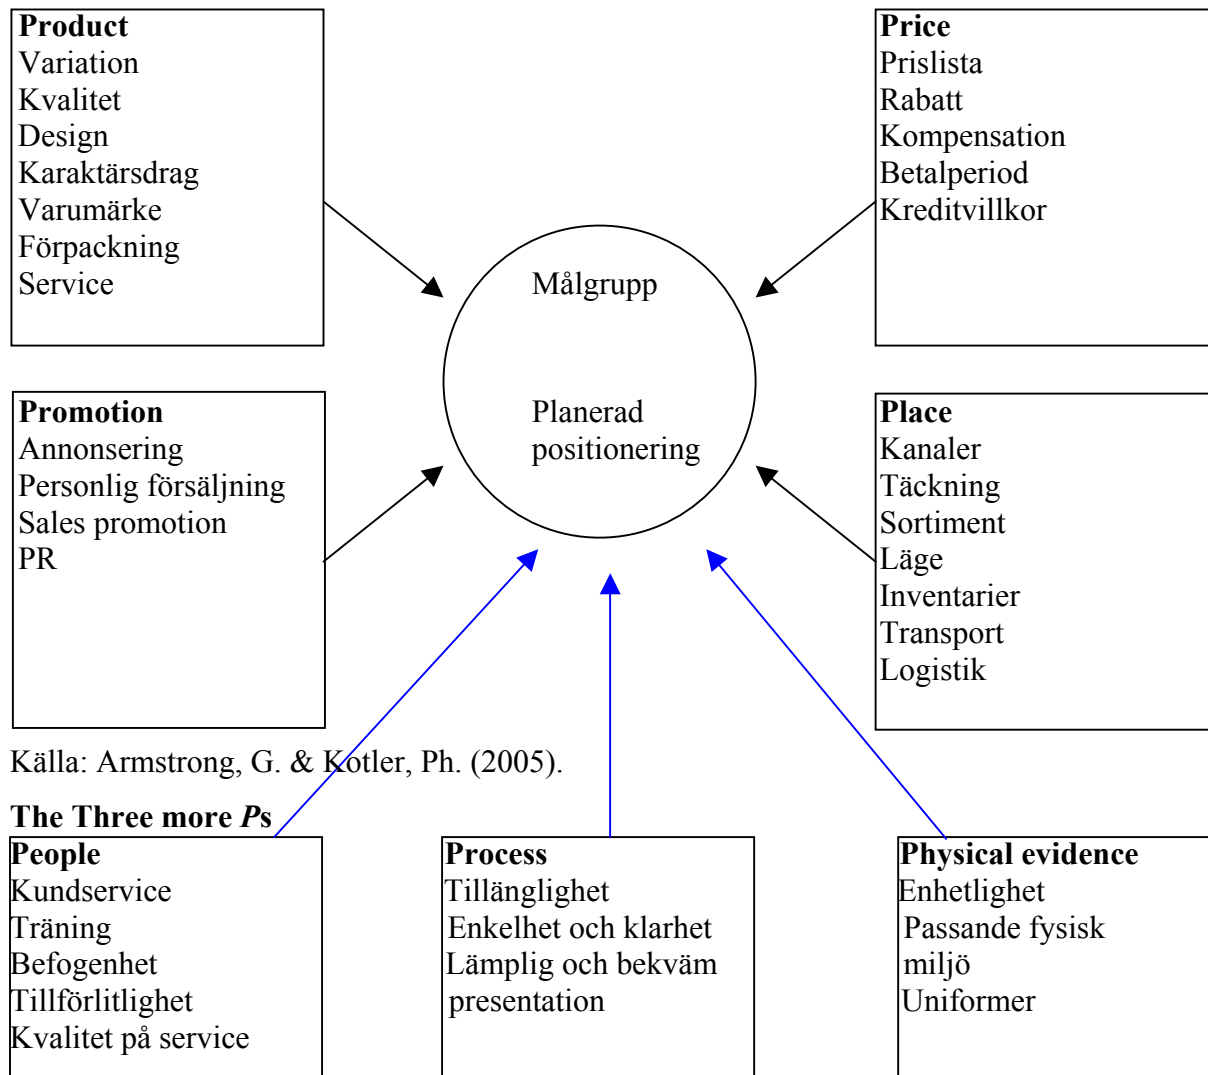 Product
Variation
Kvalitet
Design
Karaktärsdrag
Varumärke
Förpackning
Service
Price
Prislista
Rabatt
Kompensation
Betalperiod
Kreditvillkor
Målgrupp
Planerad
positionering
Promotion
Annonsering
Personlig försäljning
Sales promotion
PR
Place
Kanaler
Täckning
Sortiment
Läge
Inventarier
Transport
Logistik
Källa: Armstrong, G. & Kotler, Ph. (2005).
The Three more Ps
People
Kundservice
Träning
Befogenhet
Tillförlitlighet
Kvalitet på service
Process
Tillänglighet
Enkelhet och klarhet
Lämplig och bekväm
presentation
Physical evidence
Enhetlighet
Passande fysisk
miljö
Uniformer